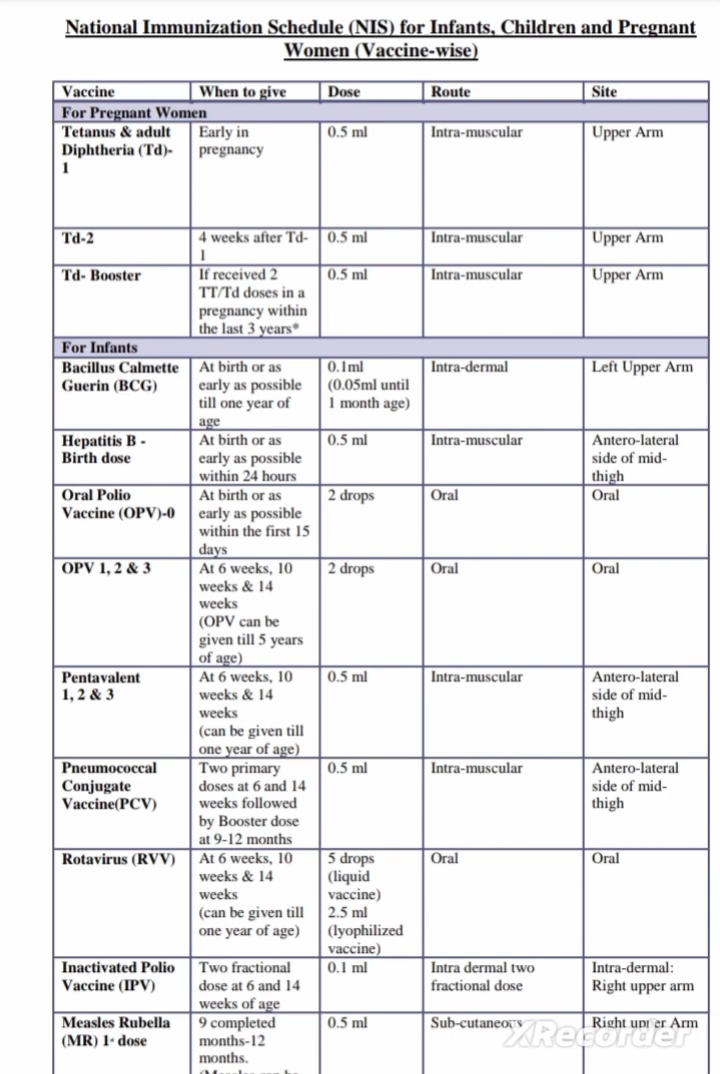 National Immunization Schedule (NIS) for Infants, Children and Pregnant
Women (Vaccine-wise)
Vaccine When to give Dose Route Site
For Pregnant Women
Tetanus & adult Diphtheria (Td)-1
Early in pregnancy
0.5 ml
Intra-muscular
Upper Arm
Td-2
4 weeks after Td-1
0.5 ml
Intra-muscular
Upper Arm
Td- Booster
If received 2
TT/Td doses in a
pregnancy within
the last 3 years*
0.5 ml
Intra-muscular
Upper Arm
For Infants
Bacillus Calmette
Guerin (BCG)
At birth or as
early as possible
till one year of
age
0.1ml
(0.05ml until
1 month age)
Intra-dermal
Left Upper Arm
Hepatitis B -
Birth dose
At birth or as
early as possible
within 24 hours
0.5 ml
Intra-muscular
Antero-lateral
side of mid-
thigh
Oral Polio
Vaccine (OPV)-0
At birth or as
early as possible
within the first 15
days
2 drops
Oral
Oral
OPV 1, 2 & 3
At 6 weeks, 10
weeks & 14
weeks
(OPV can be
given till 5 years
of age)
2 drops
Oral
Oral
Pentavalent
1, 2 & 3
At 6 weeks, 10
weeks & 14
weeks
(can be given till
one year of age)
0.5 ml
Intra-muscular
Antero-lateral
side of mid-
thigh
Pneumococcal
Conjugate
Vaccine(PCV)
Two primary
doses at 6 and 14
weeks followed
by Booster dose
at 9-12 months
0.5 ml
Intra-muscular
Antero-lateral
side of mid-
thigh
Rotavirus (RVV)
At 6 weeks, 10
weeks & 14
weeks
(can be given till
one year of age)
5 drops
(liquid
vaccine)
2.5 ml
(lyophilized
vaccine)
Oral
Oral
Inactivated Polio
Vaccine (IPV)
Two fractional
dose at 6 and 14
weeks of age
0.1 ml
Intra dermal two
fractional dose
Intra-dermal:
Right upper arm
Measles Rubella
(MR) 1st dose
9 completed
months-12
months.
(Measles can be
0.5 ml
Sub-cutaneous
Right upper Arm
XRecorder